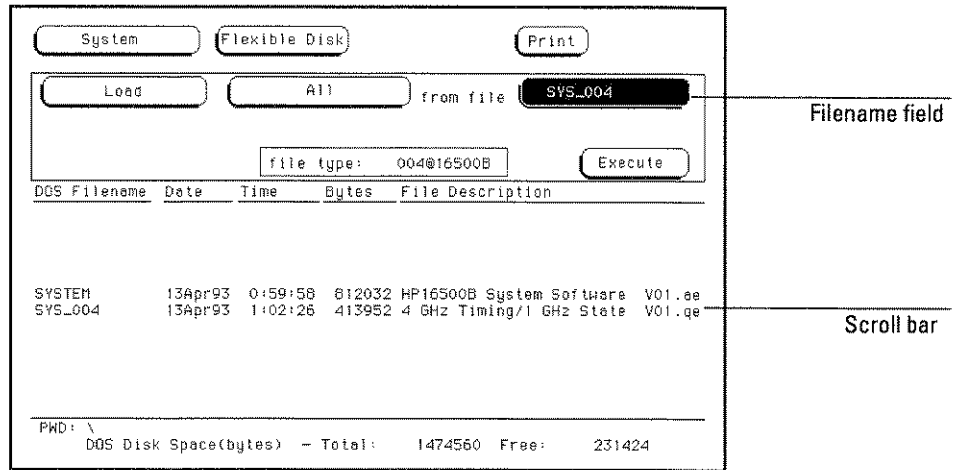 System Flexible Disk Print
Load All from file SYS_004
Filename field
file type: 004@16500B Execute
DOS Filename Date Time Bytes File Description
SYSTEM 13Apr93 0:59:58 812032 HP16500B System Software V01.ae
SYS_004 13Apr93 1:02:26 413952 4 GHz Timing/1 GHz State V01.qe
Scroll bar
PWD: \
DOS Disk Space(bytes) - Total: 1474560 Free: 231424